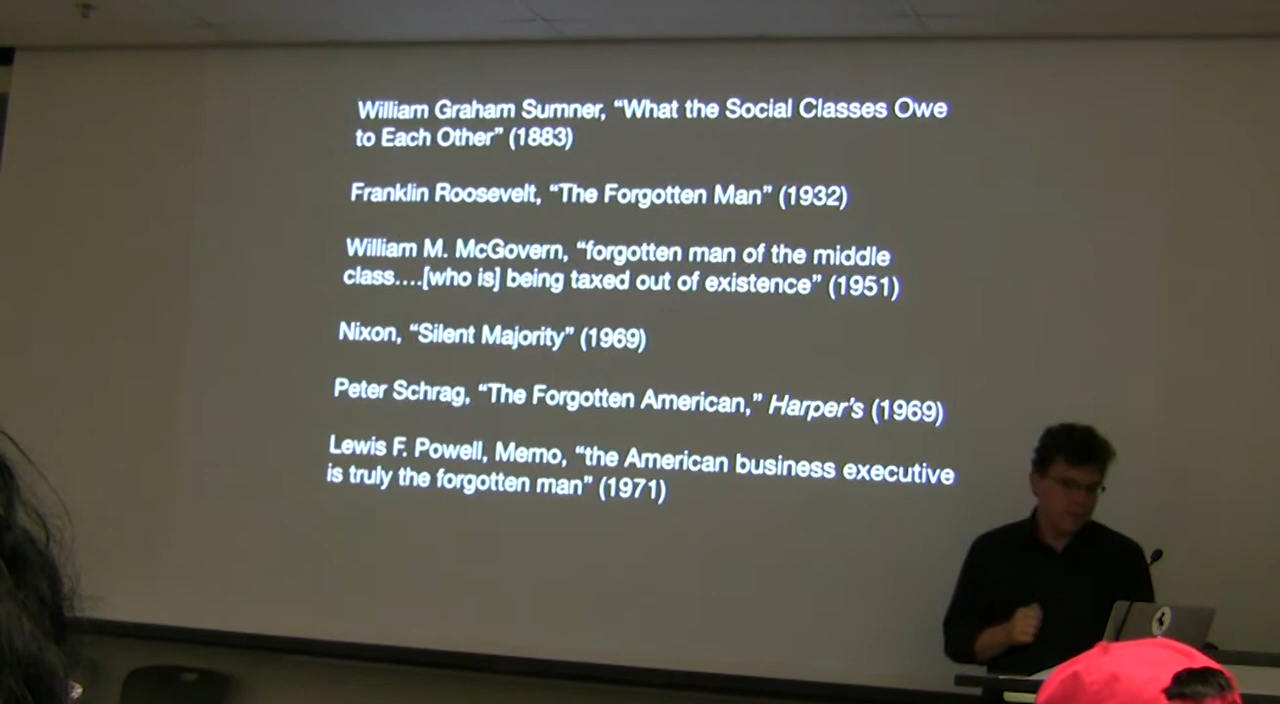 William Graham Sumner, “What the Social Classes Owe
to Each Other” (1883)
Franklin Roosevelt, “The Forgotten Man” (1932)
William M. McGovern, “forgotten man of the middle
class....[who is] being taxed out of existence” (1951)
Nixon, “Silent Majority” (1969)
Peter Schrag, “The Forgotten American,” Harper’s (1969)
Lewis F. Powell, Memo, “the American business executive
is truly the forgotten man” (1971)